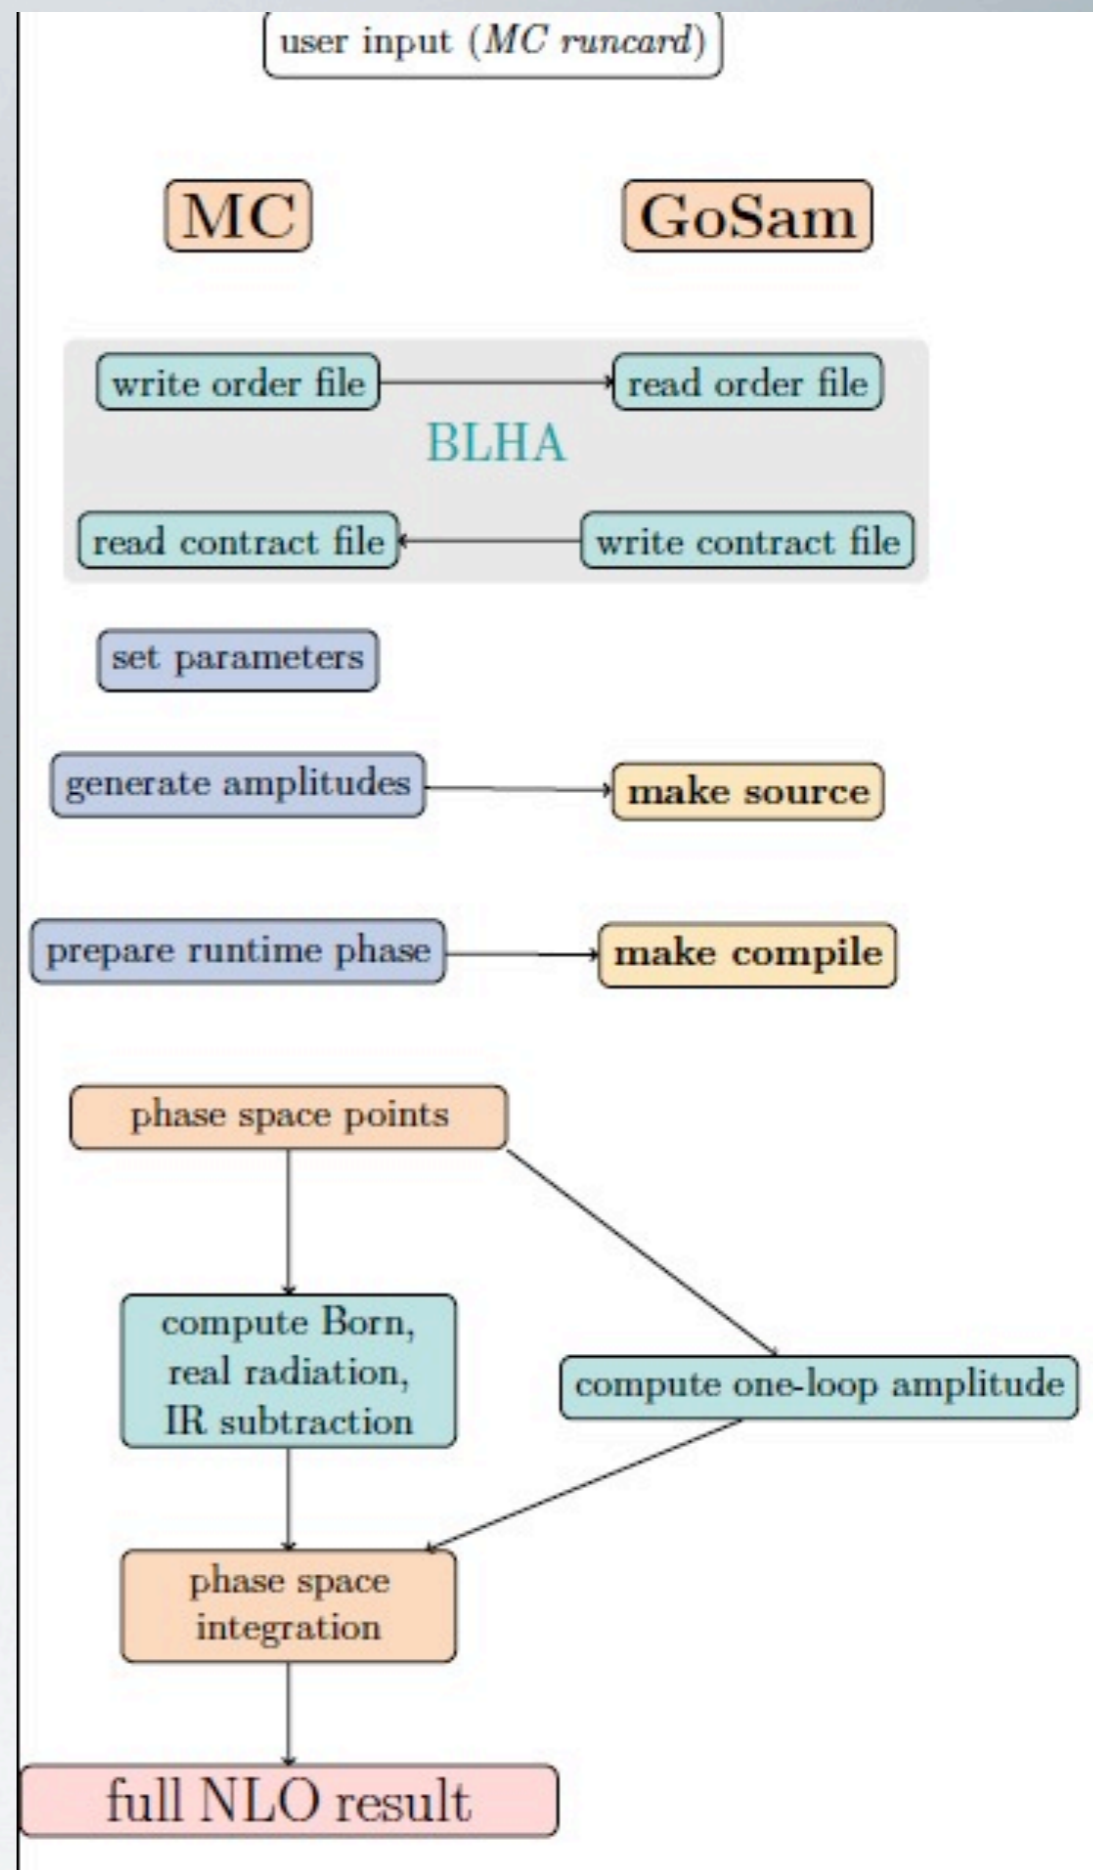 user input (MC runcard)
MC
GoSam
write order file
read order file
BLHA
read contract file
write contract file
set parameters
generate amplitudes
make source
prepare runtime phase
make compile
phase space points
compute Born,
real radiation,
IR subtraction
compute one-loop amplitude
phase space
integration
full NLO result